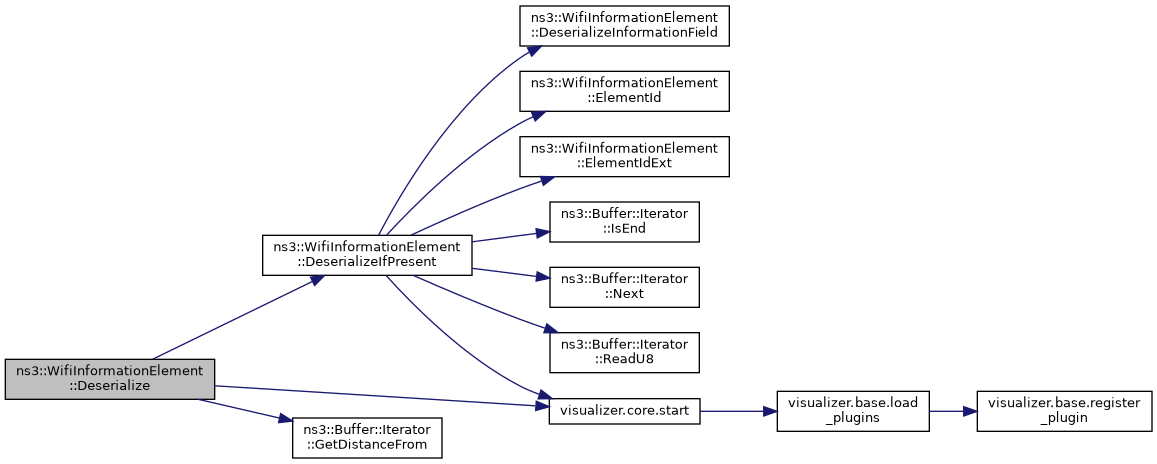 ns3::WifiInformationElement
::DeserializeInformationField
ns3::WifiInformationElement
::ElementId
ns3::WifiInformationElement
::ElementIdExt
ns3::Buffer::Iterator
::IsEnd
ns3::WifiInformationElement
::DeserializeIfPresent
ns3::Buffer::Iterator
::Next
ns3::Buffer::Iterator
::ReadU8
ns3::WifiInformationElement
::Deserialize
visualizer.core.start
visualizer.base.load
_plugins
visualizer.base.register
_plugin
ns3::Buffer::Iterator
::GetDistanceFrom